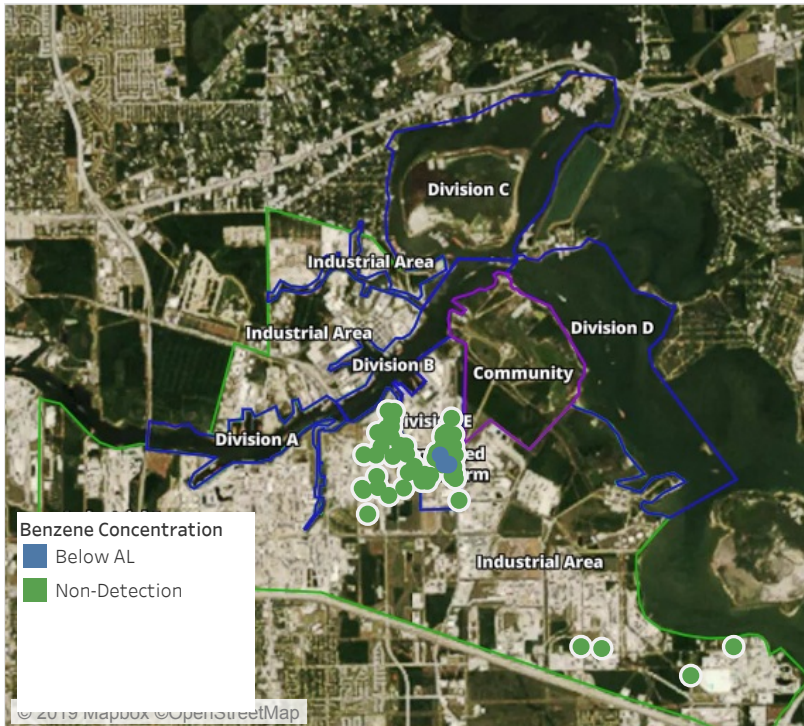 Division C
Industrial Area
Division D
Industrial Area
Division B
Community
Division A
Industrial Area
Benzene Concentration
Below AL
Non-Detection
© 2019 Mapbox ©OpenStreetMap